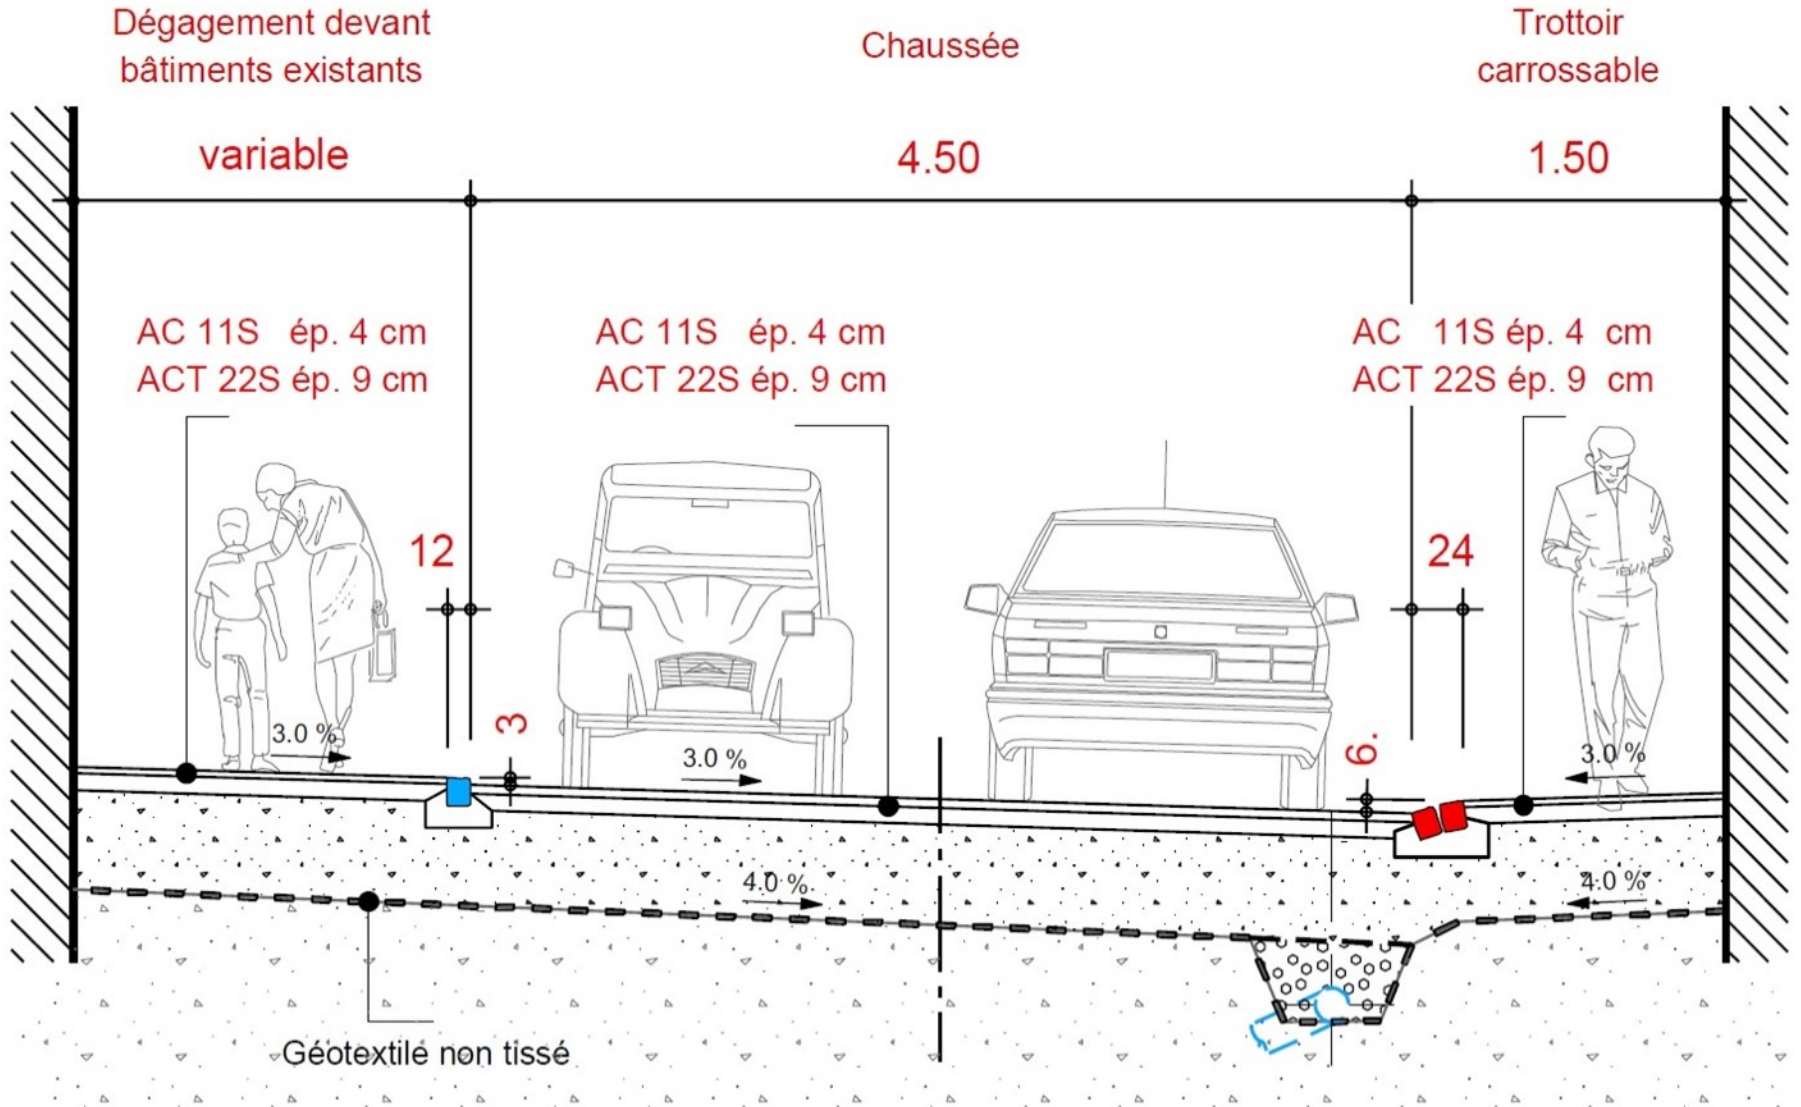 Dégagement devant
bâtiments existants
Chaussée
Trottoir
carrossable
variable
4.50
1.50
AC 11S ép. 4 cm
ACT 22S ép. 9 cm
AC 11S ép. 4 cm
ACT 22S ép. 9 cm
AC 11S ép. 4 cm
ACT 22S ép. 9 cm
12
24
3
6.
3.0 %
3.0 %
3.0 %
4.0 %
4.0 %
Géotextile non tissé